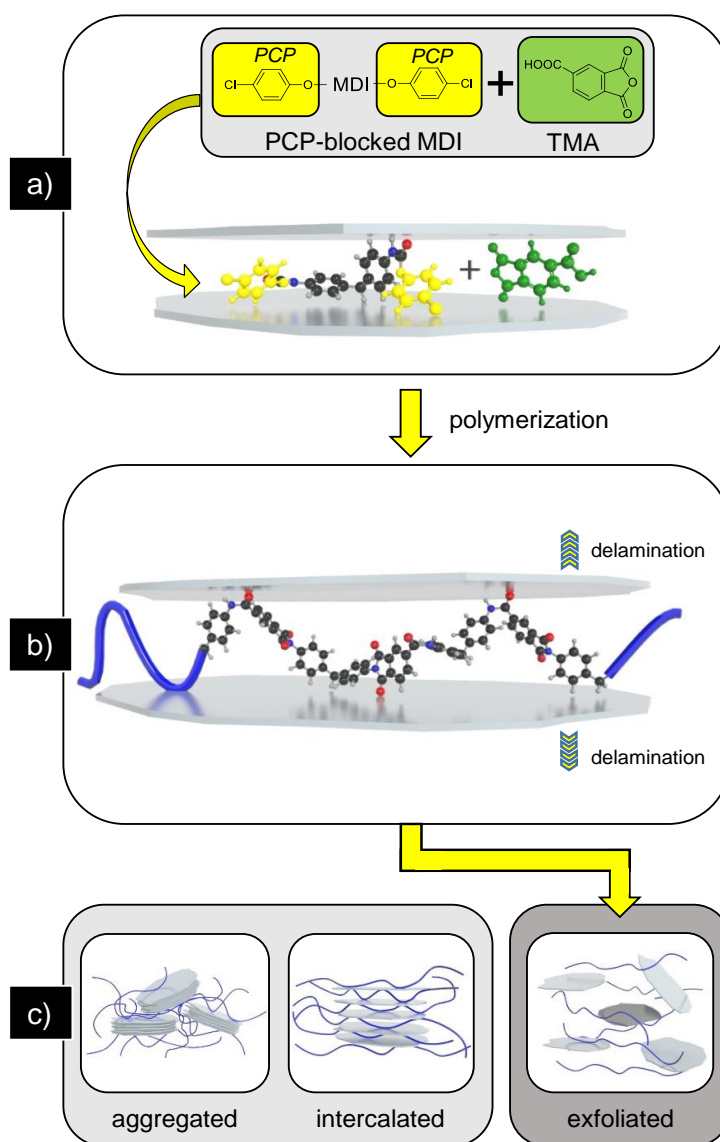 a)
PCP PCP
Cl O MDI O Cl + HOOC O O O
PCP-blocked MDI TMA
+
polymerization
b)
delamination
delamination
c)
aggregated intercalated exfoliated